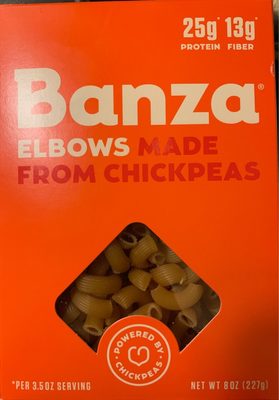 25g* 13g*
PROTEIN FIBER
Banza®
ELBOWS MADE
FROM CHICKPEAS
POWERED BY
CHICKPEAS
*PER 3.5OZ SERVING NET WT 8OZ (227g)